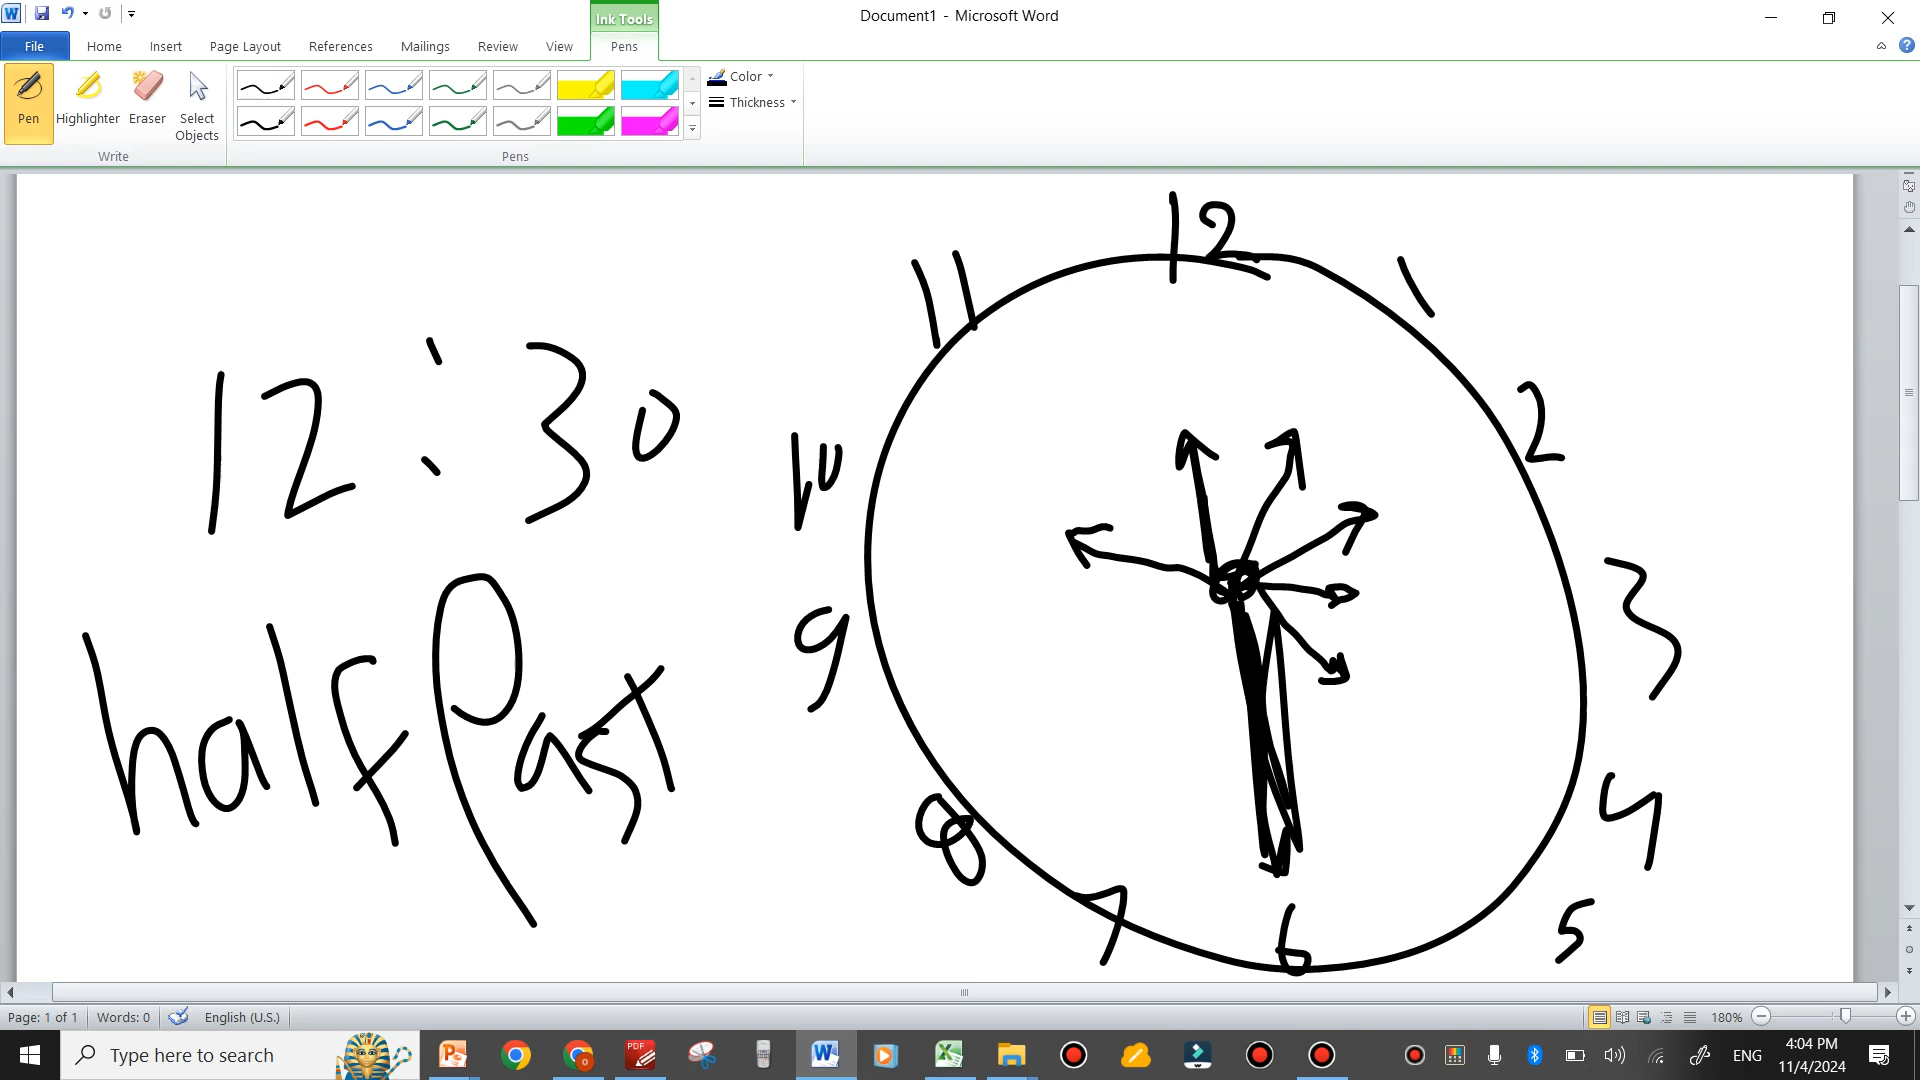 Ink Tools
Document1 - Microsoft Word
File Home Insert Page Layout References Mailings Review View Pens
Pen Highlighter Eraser Select Objects
Color
Thickness
Write Pens
12
11 1
12:30
2
10
3
9
half Past
4
8
5
7
6
Page: 1 of 1 Words: 0 English (U.S.) 180%
Type here to search
PDF
ENG
4:04 PM
11/4/2024